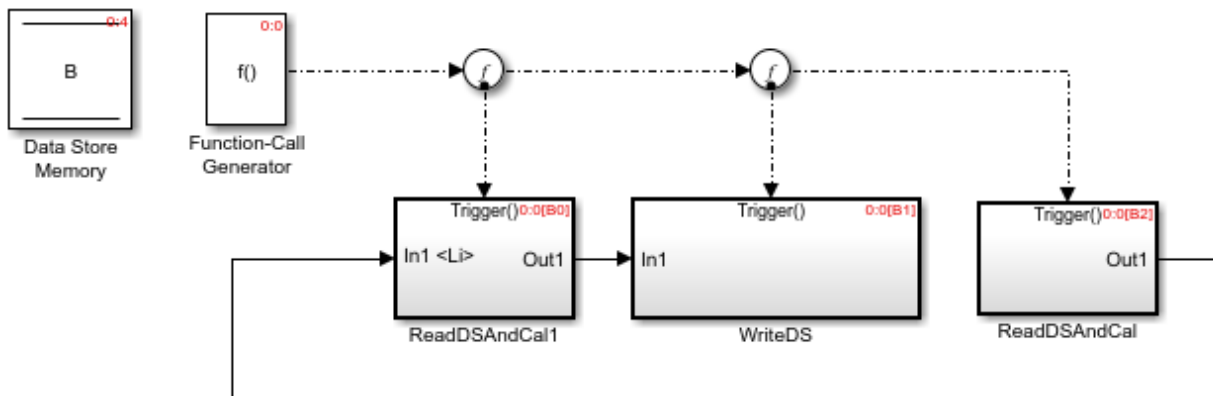 0:4
B
Data Store
Memory
0:0
f()
Function-Call
Generator
f
f
Trigger() 0:0[B0]
In1 <Li>
Out1
ReadDSAndCal1
Trigger()
0:0[B1]
In1
WriteDS
Trigger() 0:0[B2]
Out1
ReadDSAndCal